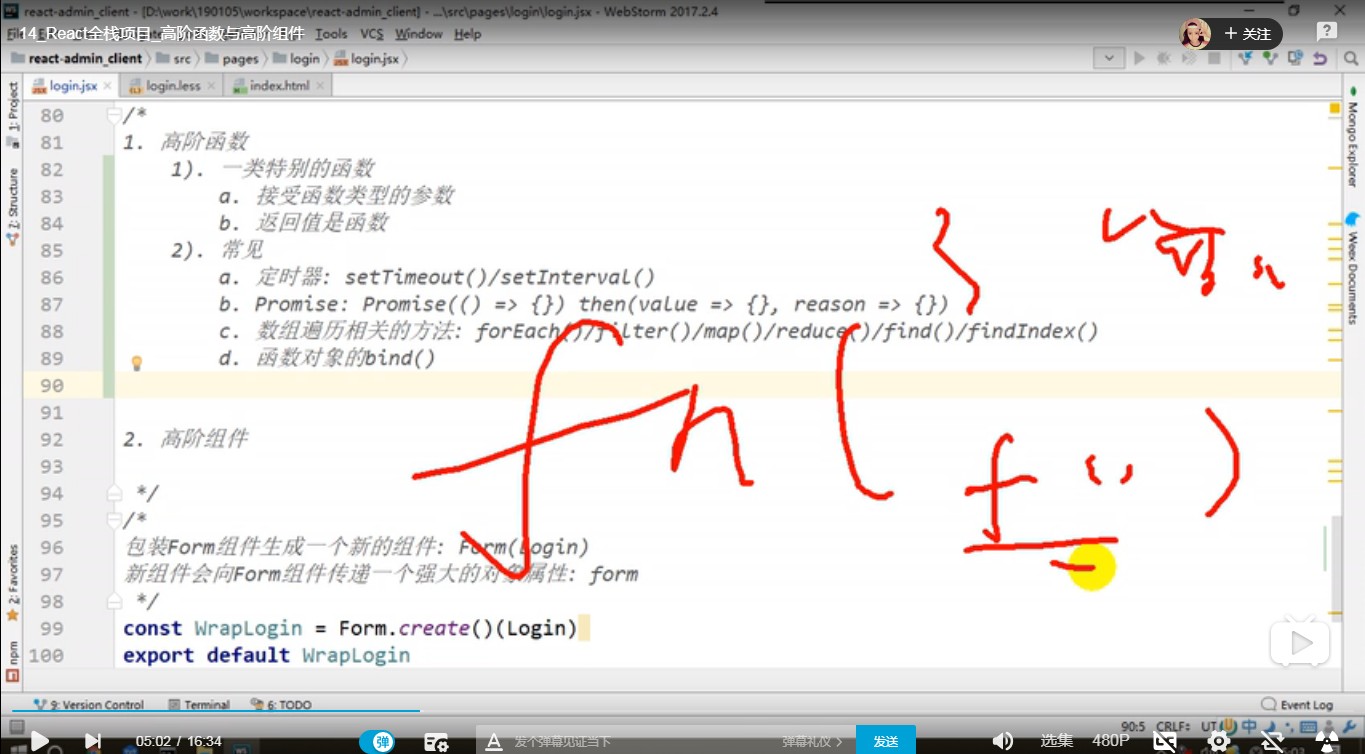 react-admin_client - [D:\work\190105\workspace\react-admin_client] - ...\src\pages\login\login.jsx - WebStorm 2017.2.4
14_React全栈项目_高阶函数与高阶组件
Tools VCS Window Help
+ 关注
react-admin_client src pages login login.jsx
login.jsx login.less index.html
1: Project
Z: Structure
2: Favorites
npm
Mongo Explorer
Weex Documents
80 /*
81 1. 高阶函数
82 1). 一类特别的函数
83 a. 接受函数类型的参数
84 b. 返回值是函数
85 2). 常见
86 a. 定时器: setTimeout()/setInterval()
87 b. Promise: Promise(() => {}) then(value => {}, reason => {})
88 c. 数组遍历相关的方法: forEach()/filter()/map()/reduce()/find()/findIndex()
89 d. 函数对象的bind()
90
91
92 2. 高阶组件
93
94 */
95 /*
96 包装Form组件生成一个新的组件: Form(Login)
97 新组件会向Form组件传递一个强大的对象属性: form
98 */
99 const WrapLogin = Form.create()(Login)
100 export default WrapLogin
fn(
f ()
)
9: Version Control Terminal 6: TODO Event Log
90:5 CRLF÷ UT 中
05:02 / 16:34 弹 发个弹幕见证当下 弹幕礼仪 > 发送 选集 480P